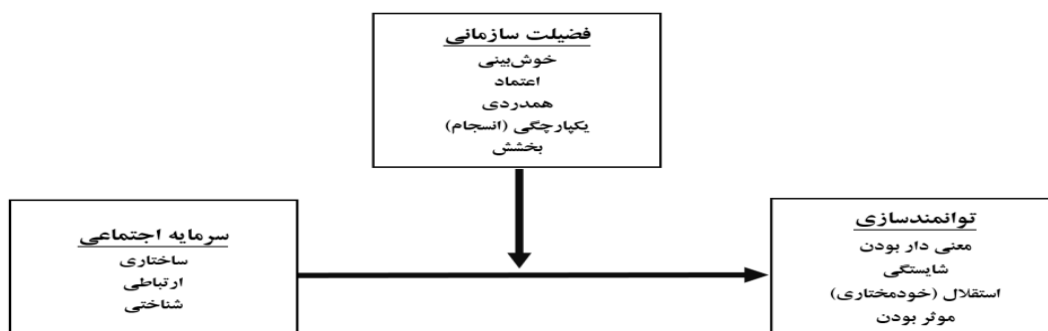 فضیلت سازمانی
خوش‌بینی
اعتماد
همدردی
یکپارچگی (انسجام)
بخشش
توانمندسازی
معنی دار بودن
شایستگی
استقلال (خودمختاری)
موثر بودن
سرمایه اجتماعی
ساختاری
ارتباطی
شناختی